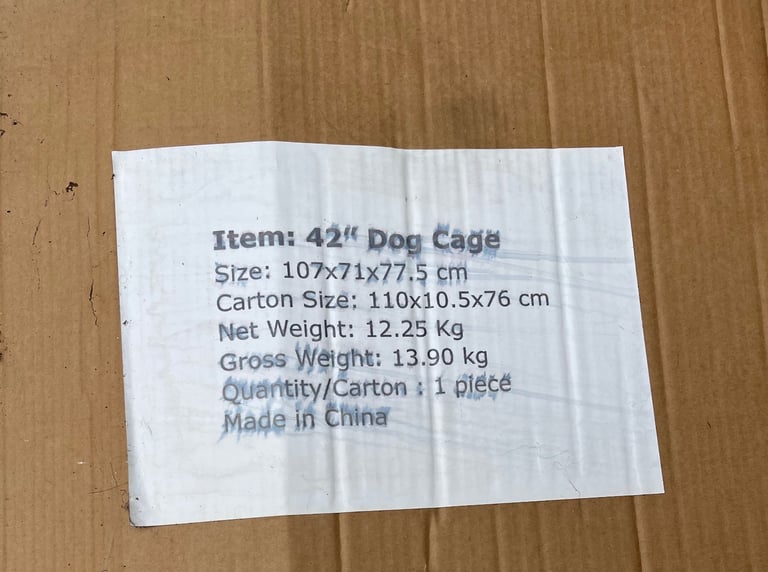 Item: 42" Dog Cage
Size: 107x71x77.5 cm
Carton Size: 110x10.5x76 cm
Net Weight: 12.25 Kg
Gross Weight: 13.90 kg
Quantity/Carton : 1 piece
Made in China